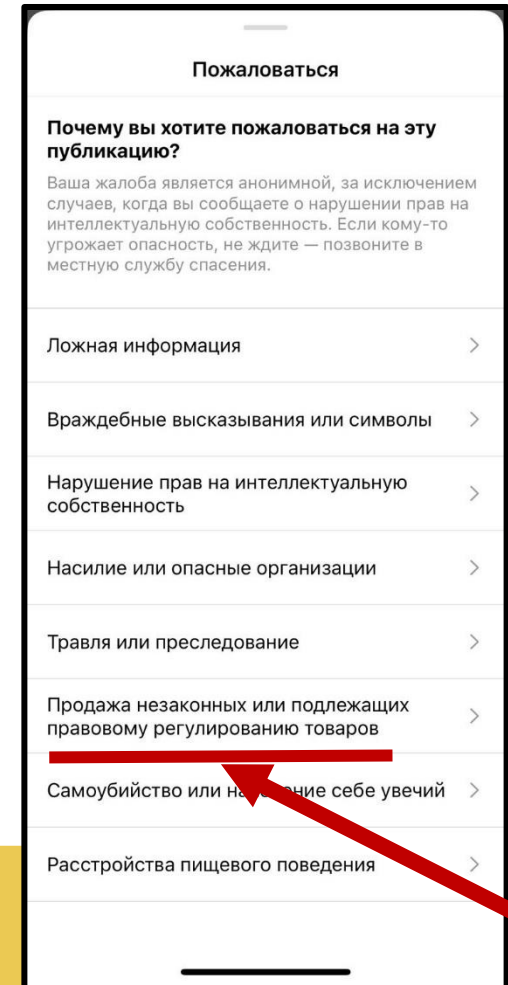 Пожаловаться
Почему вы хотите пожаловаться на эту
публикацию?
Ваша жалоба является анонимной, за исключением
случаев, когда вы сообщаете о нарушении прав на
интеллектуальную собственность. Если кому-то
угрожает опасность, не ждите — позвоните в
местную службу спасения.
Ложная информация
Враждебные высказывания или символы
Нарушение прав на интеллектуальную
собственность
Насилие или опасные организации
Травля или преследование
Продажа незаконных или подлежащих
правовому регулированию товаров
Самоубийство или себе увечий
Расстройства пищевого поведения